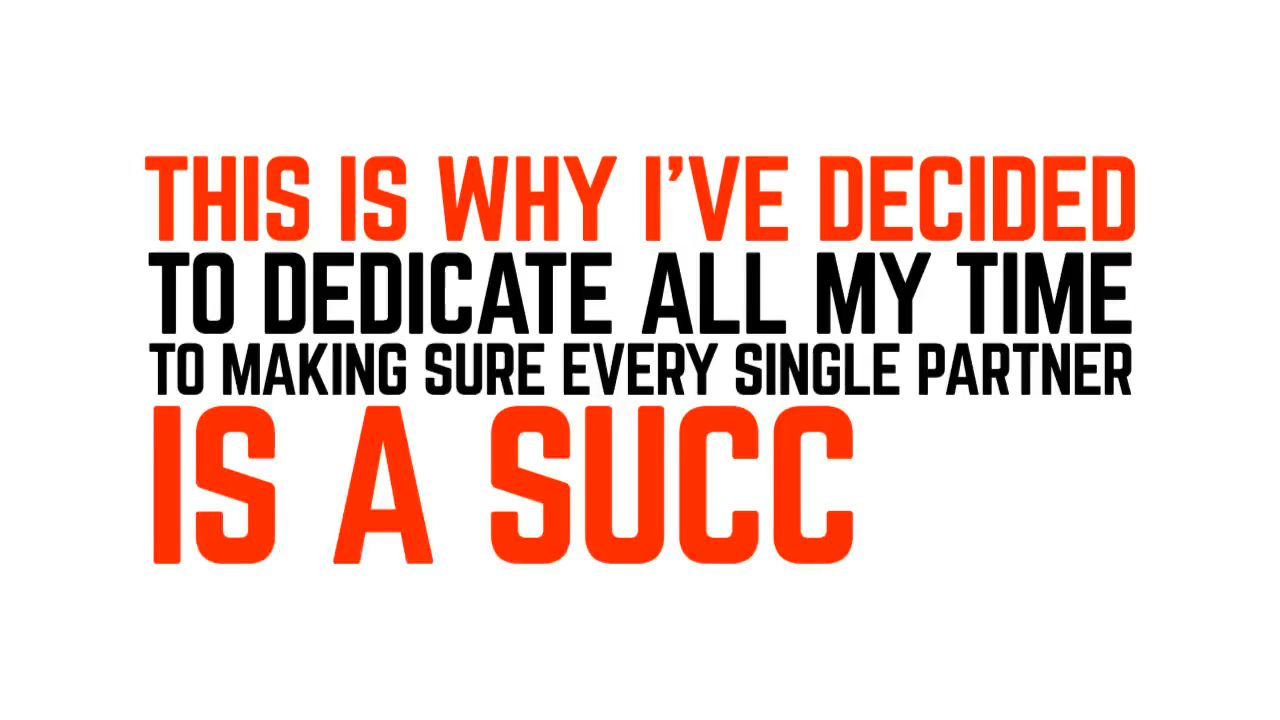 THIS IS WHY I'VE DECIDED
TO DEDICATE ALL MY TIME
TO MAKING SURE EVERY SINGLE PARTNER
IS A SUCC